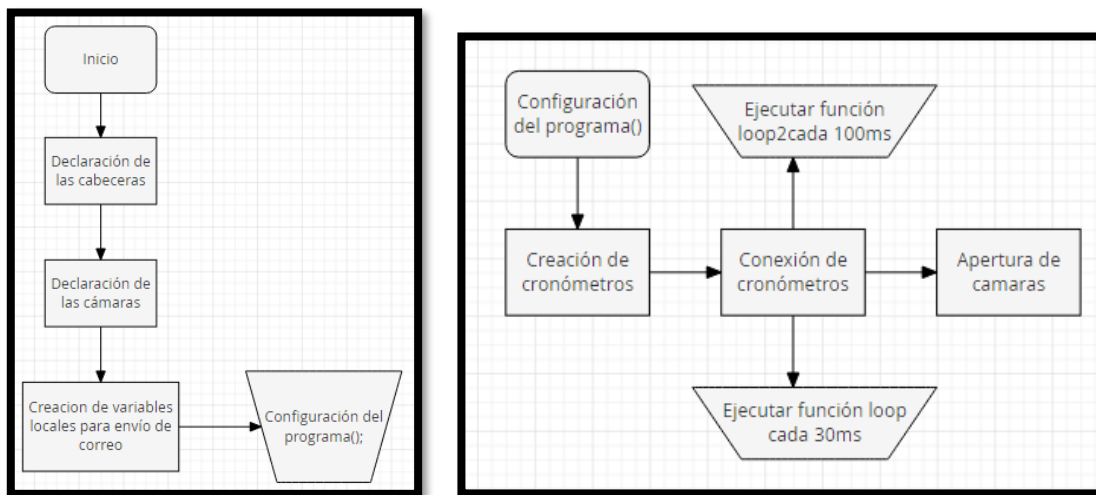 Inicio
Declaración de
las cabeceras
Declaración de
las cámaras
Creacion de variables
locales para envío de
correo
Configuración del
programa();
Configuración
del programa()
Ejecutar función
loop2cada 100ms
Creación de
cronómetros
Conexión de
cronómetros
Apertura de
camaras
Ejecutar función loop
cada 30ms